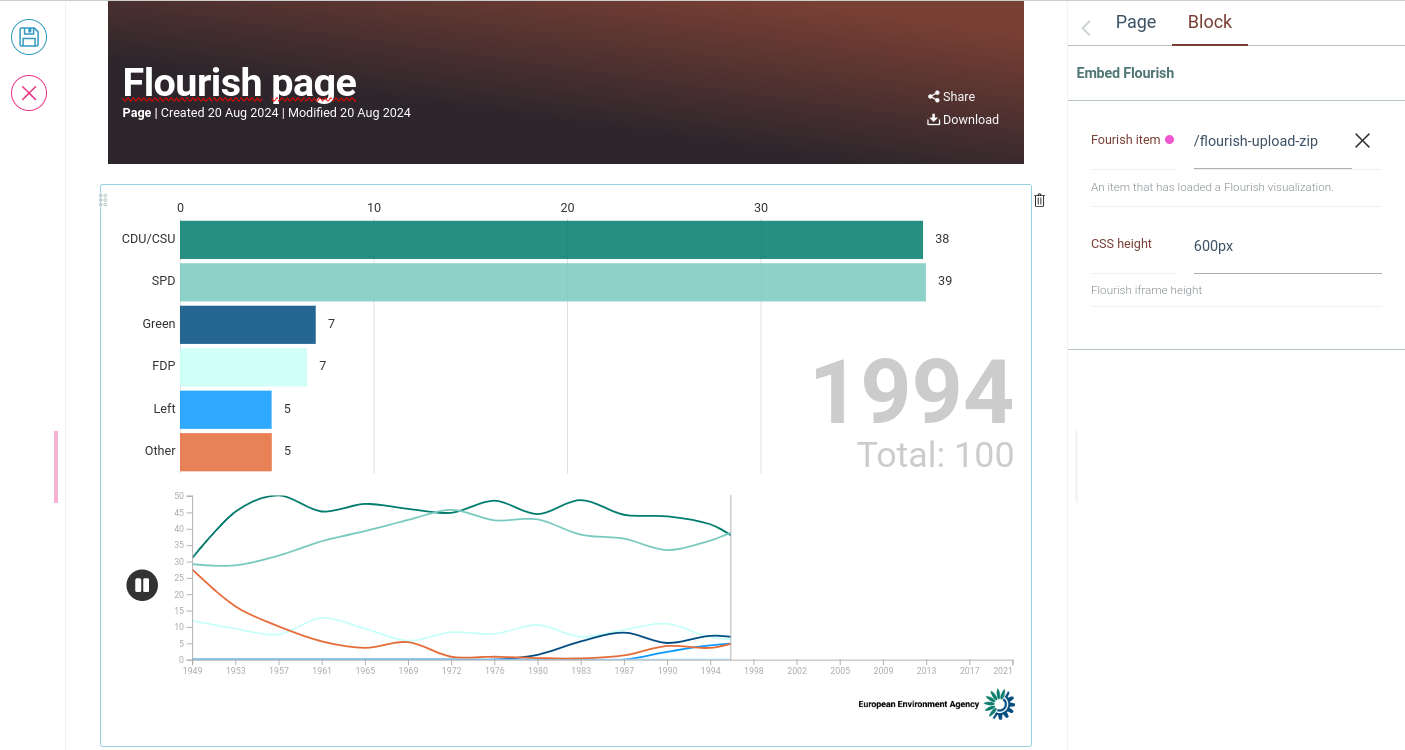 Flourish page
Page | Created 20 Aug 2024 | Modified 20 Aug 2024
Share
Download
0 10 20 30
CDU/CSU 38
SPD 39
Green 7
FDP 7
Left 5
Other 5
1994
Total: 100
50
45
40
35
30
25
20
15
10
5
0
1949 1953 1957 1961 1965 1969 1972 1976 1980 1983 1987 1990 1994 1998 2002 2005 2009 2013 2017 2021
European Environment Agency
Page Block
Embed Flourish
Fourish item /flourish-upload-zip
An item that has loaded a Flourish visualization.
CSS height 600px
Flourish iframe height